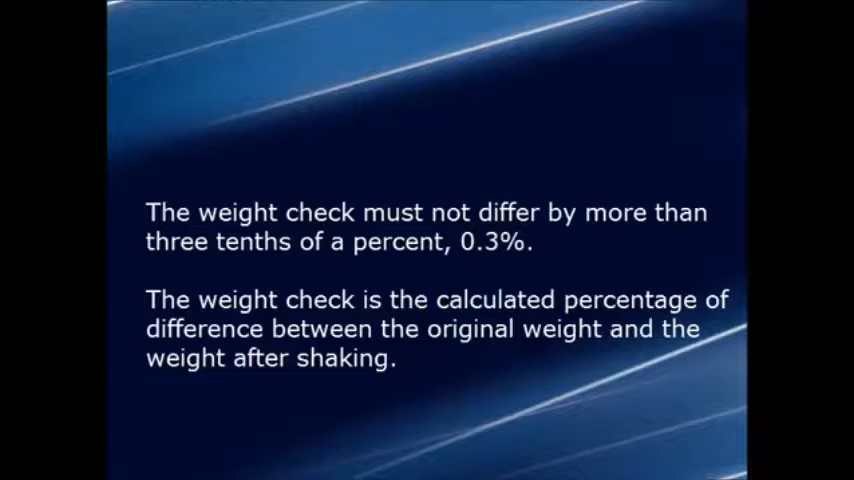 The weight check must not differ by more than
three tenths of a percent, 0.3%.
The weight check is the calculated percentage of
difference between the original weight and the
weight after shaking.